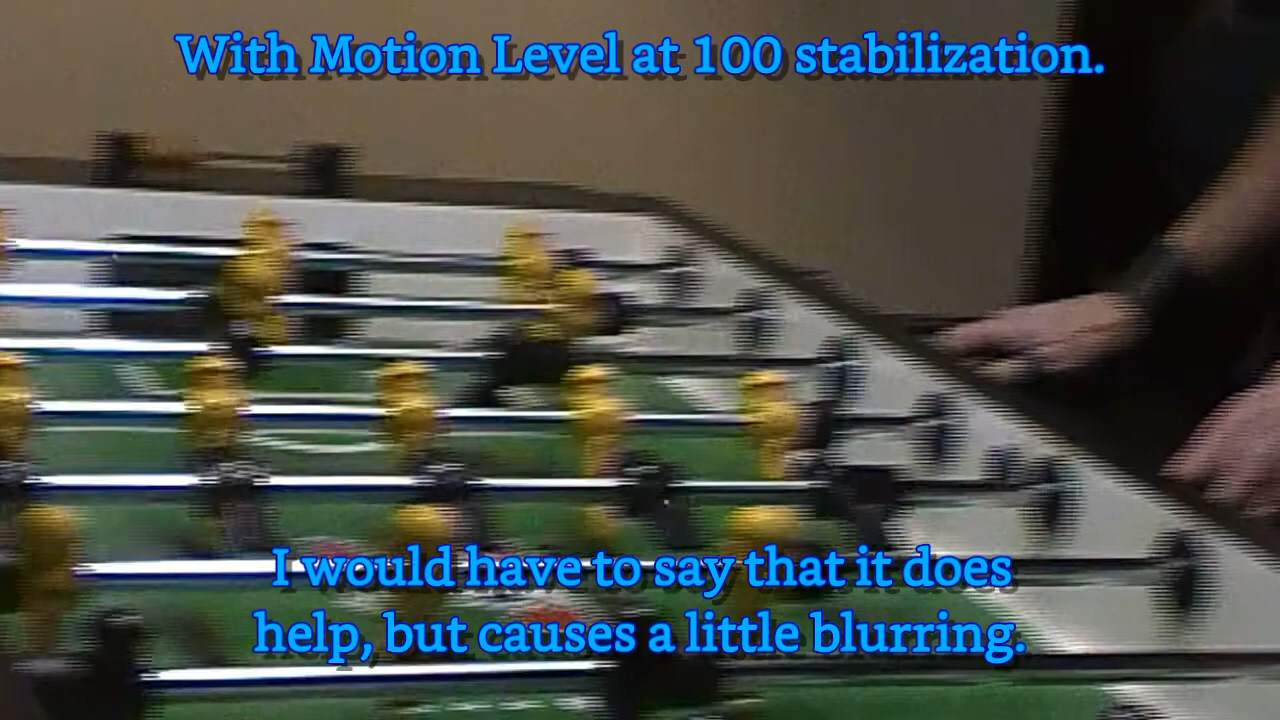 With Motion Level at 100 stabilization.
I would have to say that it does
help, but causes a little blurring.